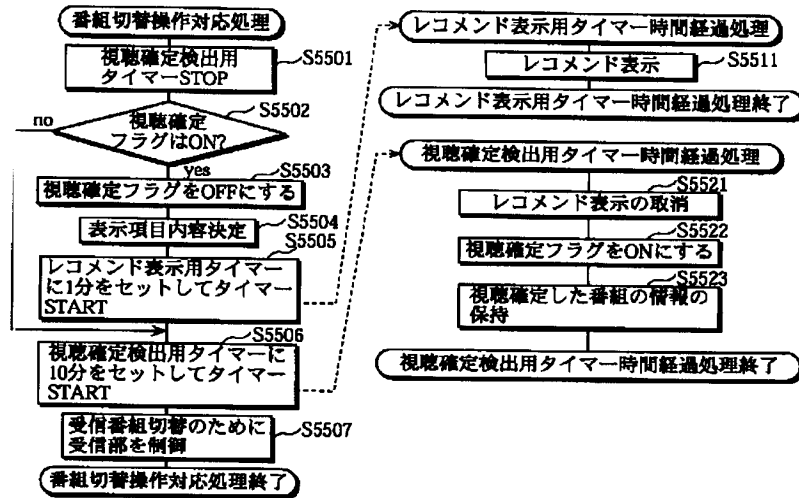 番組切替操作対応処理
視聴確定検出用
タイマーSTOP
S5501
S5502
no
視聴確定
フラグはON?
yes
S5503
視聴確定フラグをOFFにする
S5504
表示項目内容決定
S5505
レコメンド表示用タイマー
に1分をセットしてタイマー
START
S5506
視聴確定検出用タイマーに
10分をセットしてタイマー
START
受信番組切替のために
受信部を制御
S5507
番組切替操作対応処理終了
レコメンド表示用タイマー時間経過処理
レコメンド表示
S5511
レコメンド表示用タイマー時間経過処理終了
視聴確定検出用タイマー時間経過処理
S5521
レコメンド表示の取消
S5522
視聴確定フラグをONにする
S5523
視聴確定した番組の情報の
保持
視聴確定検出用タイマー時間経過処理終了